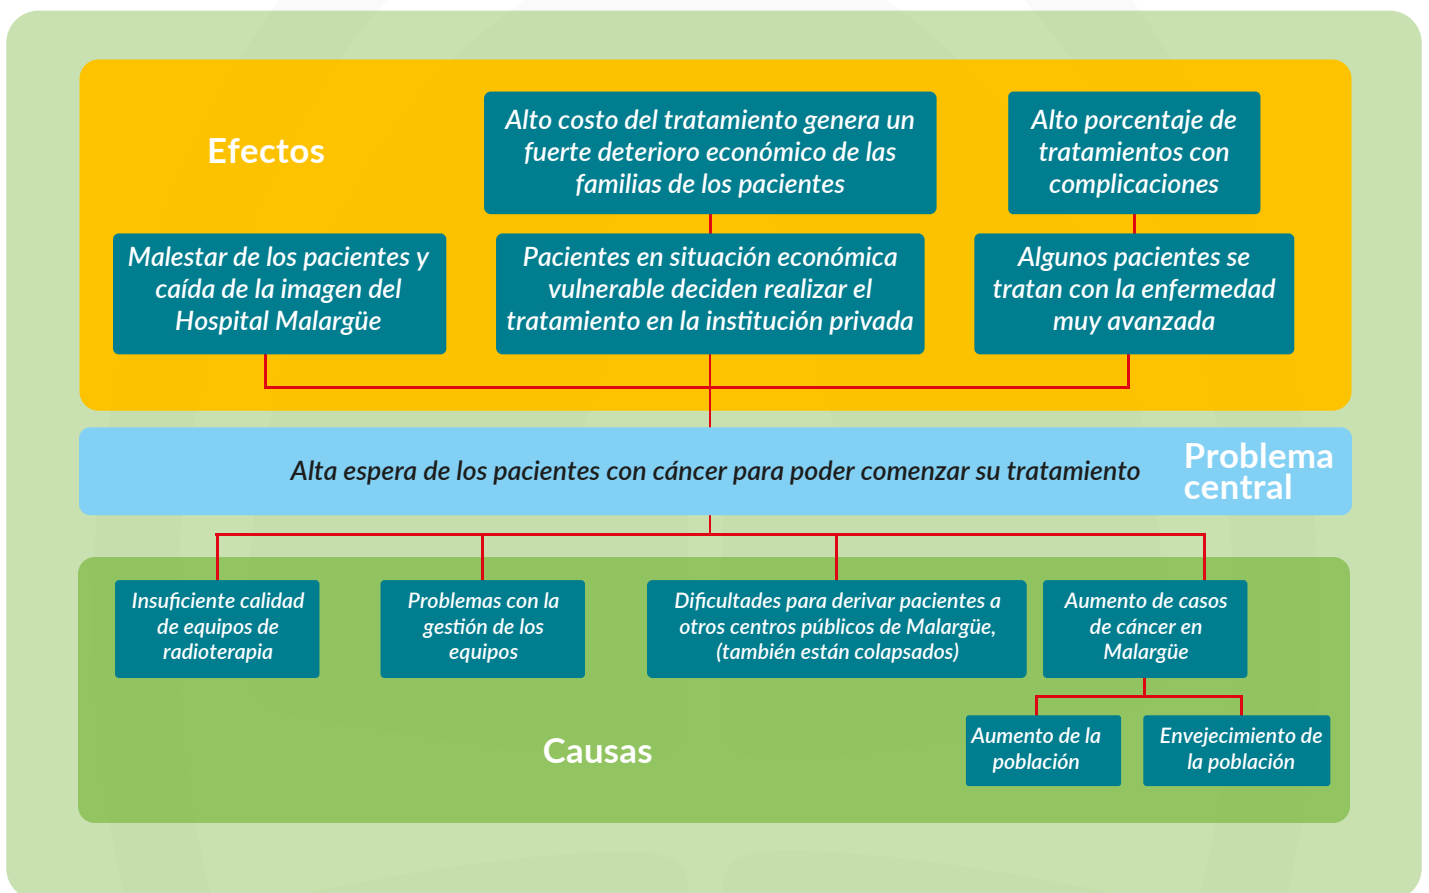 Efectos
Alto costo del tratamiento genera un
fuerte deterioro económico de las
familias de los pacientes
Alto porcentaje de
tratamientos con
complicaciones
Malestar de los pacientes y
caída de la imagen del
Hospital Malargüe
Pacientes en situación económica
vulnerable deciden realizar el
tratamiento en la institución privada
Algunos pacientes se
tratan con la enfermedad
muy avanzada
Alta espera de los pacientes con cáncer para poder comenzar su tratamiento
Problema
central
Insuficiente calidad
de equipos de
radioterapia
Problemas con la
gestión de los
equipos
Dificultades para derivar pacientes a
otros centros públicos de Malargüe,
(también están colapsados)
Aumento de casos
de cáncer en
Malargüe
Causas
Aumento de la
población
Envejecimiento de
la población